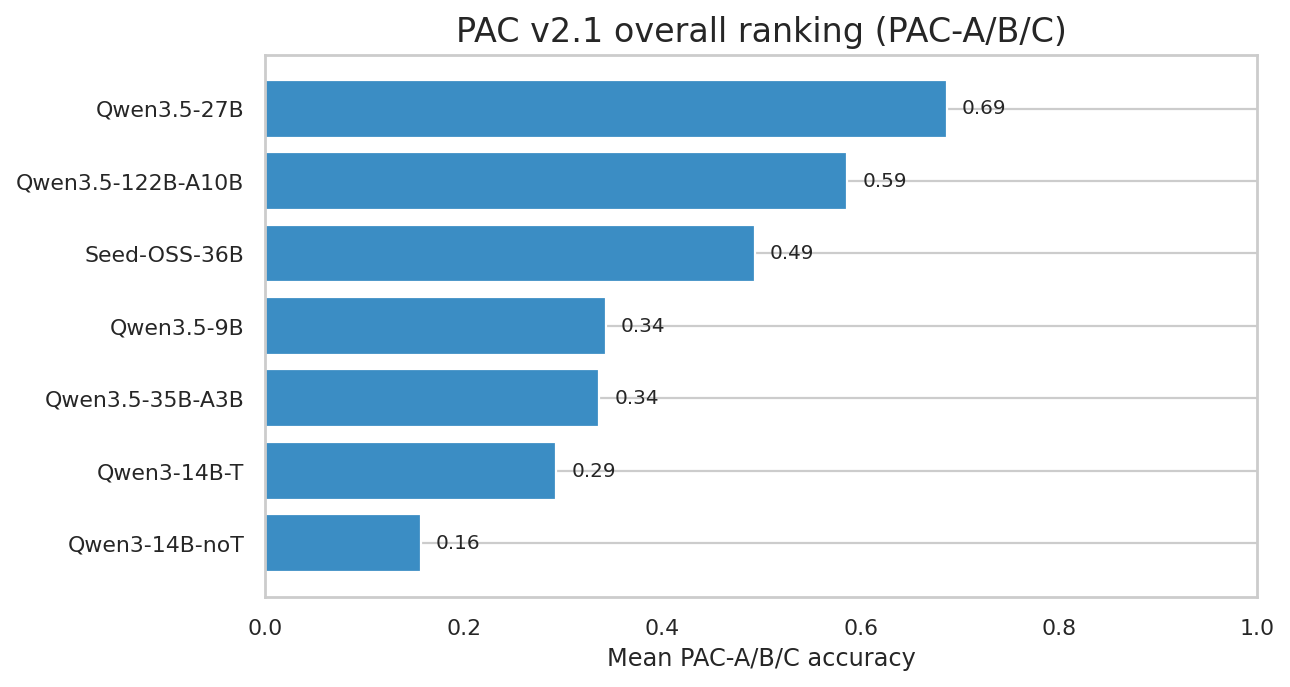 PAC v2.1 overall ranking (PAC-A/B/C)
Qwen3.5-27B 0.69
Qwen3.5-122B-A10B 0.59
Seed-OSS-36B 0.49
Qwen3.5-9B 0.34
Qwen3.5-35B-A3B 0.34
Qwen3-14B-T 0.29
Qwen3-14B-noT 0.16
0.0 0.2 0.4 0.6 0.8 1.0
Mean PAC-A/B/C accuracy